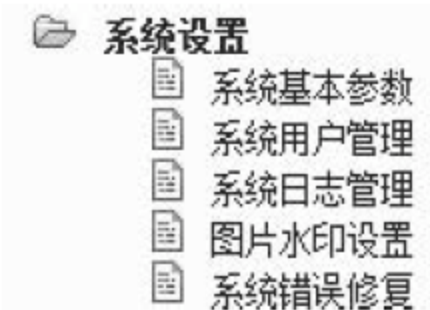 系统设置
系统基本参数
系统用户管理
系统日志管理
图片水印设置
系统错误修复